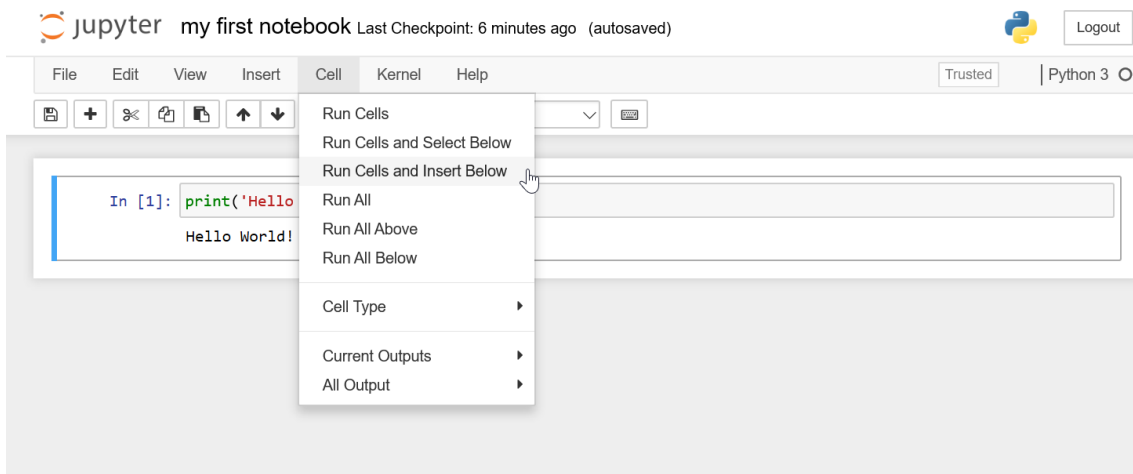 jupyter my first notebook Last Checkpoint: 6 minutes ago (autosaved) Logout
File Edit View Insert Cell Kernel Help Trusted Python 3
Run Cells
Run Cells and Select Below
Run Cells and Insert Below
In [1]: print('Hello
Run All
Run All Above
Hello World!
Run All Below
Cell Type
Current Outputs
All Output